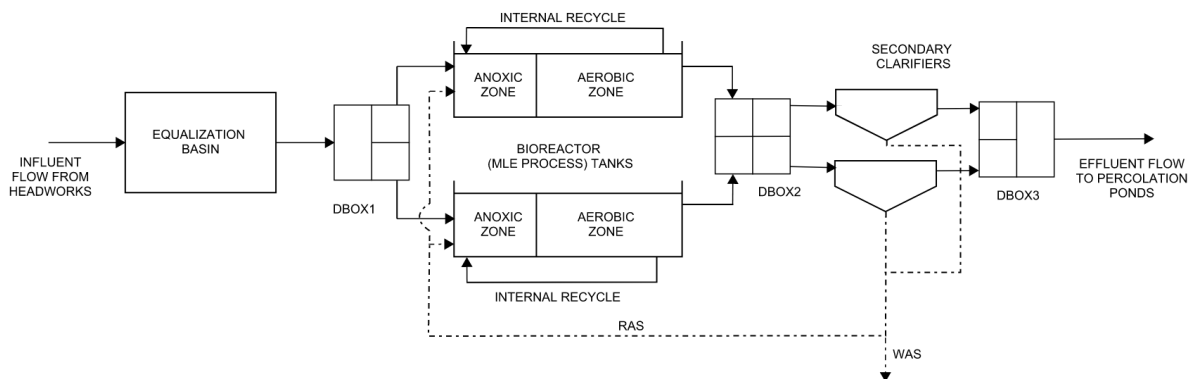 INTERNAL RECYCLE
SECONDARY
CLARIFIERS
ANOXIC
ZONE
AEROBIC
ZONE
EQUALIZATION
BASIN
INFLUENT
FLOW FROM
HEADWORKS
DBOX1
BIOREACTOR
(MLE PROCESS) TANKS
DBOX2
DBOX3
EFFLUENT FLOW
TO PERCOLATION
PONDS
ANOXIC
ZONE
AEROBIC
ZONE
INTERNAL RECYCLE
RAS
WAS